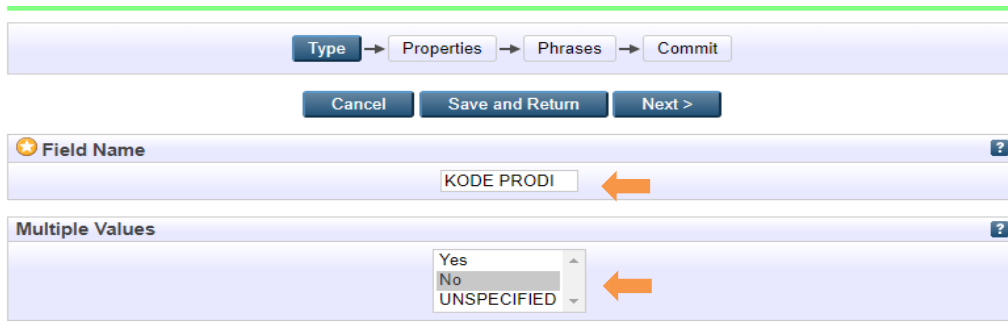 Type Properties Phrases Commit
Cancel Save and Return Next >
Field Name ?
KODE PRODI
Multiple Values ?
Yes
No
UNSPECIFIED